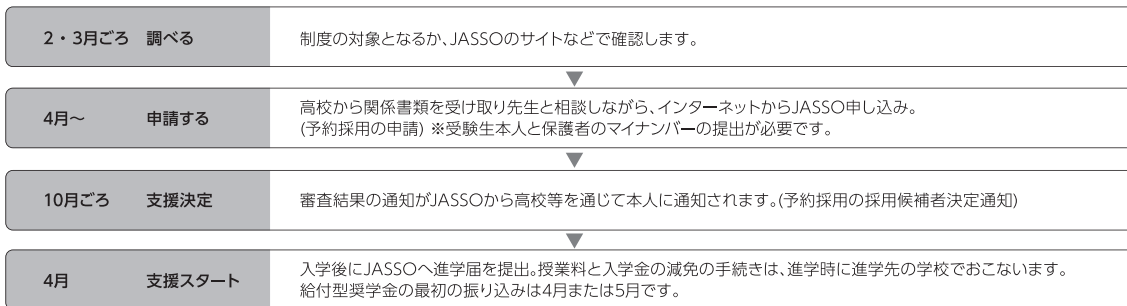 2・3月ごろ 調べる
制度の対象となるか、JASSOのサイトなどで確認します。
▼
4月～ 申請する
高校から関係書類を受け取り先生と相談しながら、インターネットからJASSO申し込み。
(予約採用の申請) ※受験生本人と保護者のマイナンバーの提出が必要です。
▼
10月ごろ 支援決定
審査結果の通知がJASSOから高校等を通じて本人に通知されます。(予約採用の採用候補者決定通知)
▼
4月 支援スタート
入学後にJASSOへ進学届を提出。授業料と入学金の減免の手続きは、進学時に進学先の学校でおこないます。
給付型奨学金の最初の振り込みは4月または5月です。